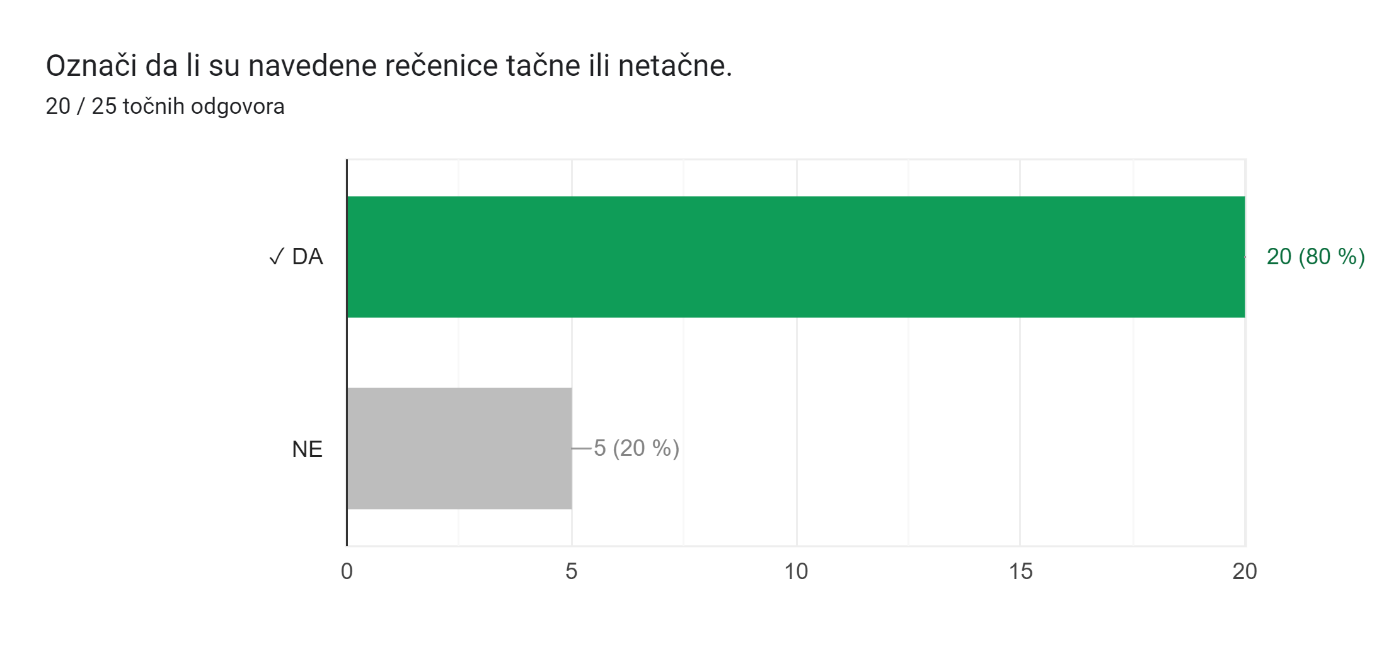 Označi da li su navedene rečenice tačne ili netačne.
20 / 25 točnih odgovora
✓ DA
20 (80 %)
NE
5 (20 %)
0 5 10 15 20